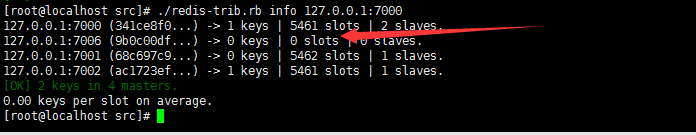 [root@localhost src]# ./redis-trib.rb info 127.0.0.1:7000
127.0.0.1:7000 (341ce8f0...) -> 1 keys | 5461 slots | 2 slaves.
127.0.0.1:7006 (9b0c00df...) -> 0 keys | 0 slots | 0 slaves.
127.0.0.1:7001 (68c697c9...) -> 0 keys | 5462 slots | 1 slaves.
127.0.0.1:7002 (ac1723ef...) -> 1 keys | 5461 slots | 1 slaves.
[OK] 2 keys in 4 masters.
0.00 keys per slot on average.
[root@localhost src]#